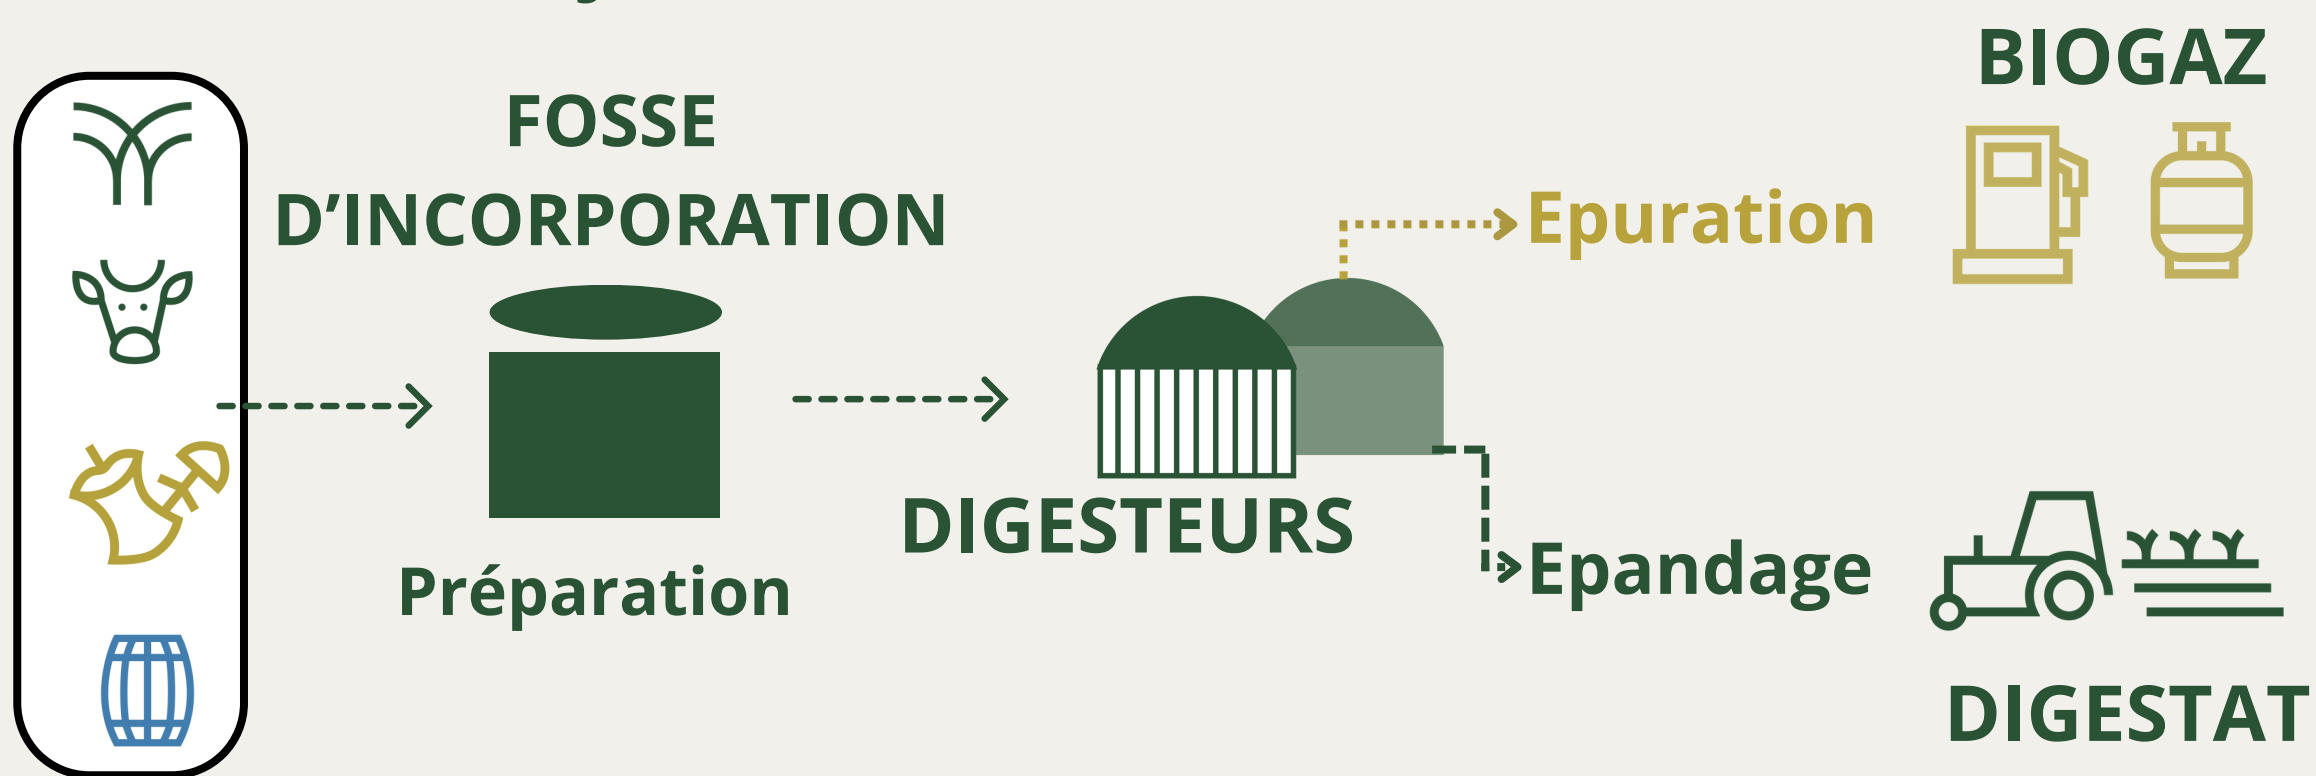 FOSSE
D'INCORPORATION
Préparation
DIGESTEURS
Epuration
BIOGAZ
Epandage
DIGESTAT